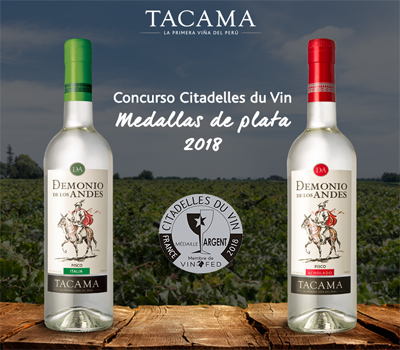 TACAMA
LA PRIMERA VIÑA DEL PERÚ
Concurso Citadelles du Vin
Medallas de plata
2018
DA
DEMONIO
DE LOS ANDES
PISCO
ITALIA
TACAMA
CITADELLES DU VIN
FRANCE
MÉDAILLE
ARGENT
2018
Membre de
VINOFED
DA
DEMONIO
DE LOS ANDES
PISCO
ACHOLADO
TACAMA